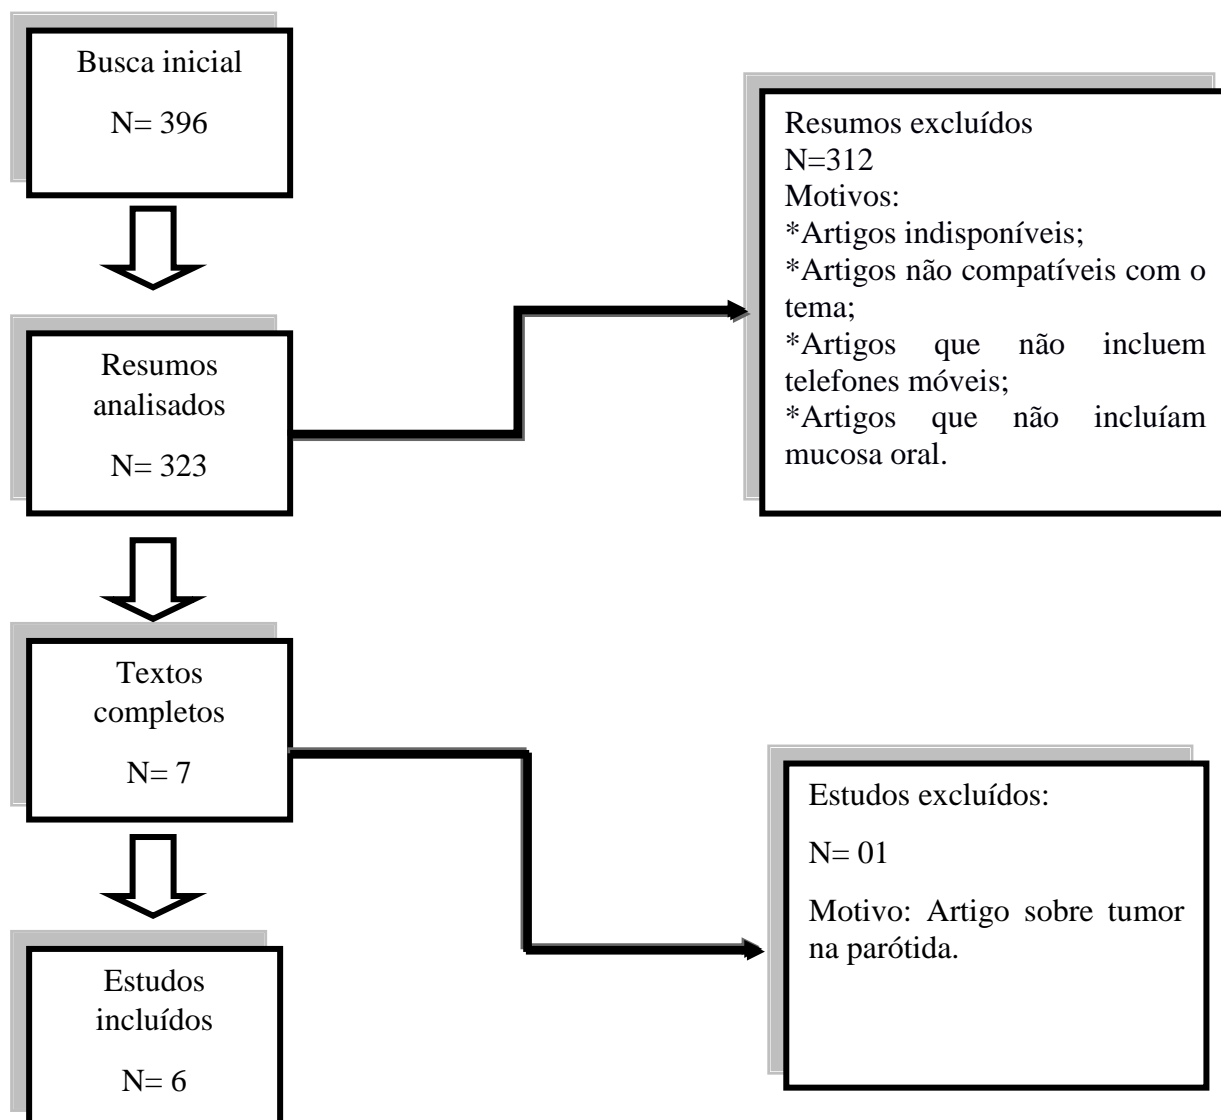 Busca inicial
N= 396
Resumos excluídos
N=312
Motivos:
*Artigos indisponíveis;
*Artigos não compatíveis com o
tema;
*Artigos que não incluem
telefones móveis;
*Artigos que não incluíam
mucosa oral.
Resumos
analisados
N= 323
Textos
completos
N= 7
Estudos excluídos:
N= 01
Motivo: Artigo sobre tumor
na parótida.
Estudos
incluídos
N= 6